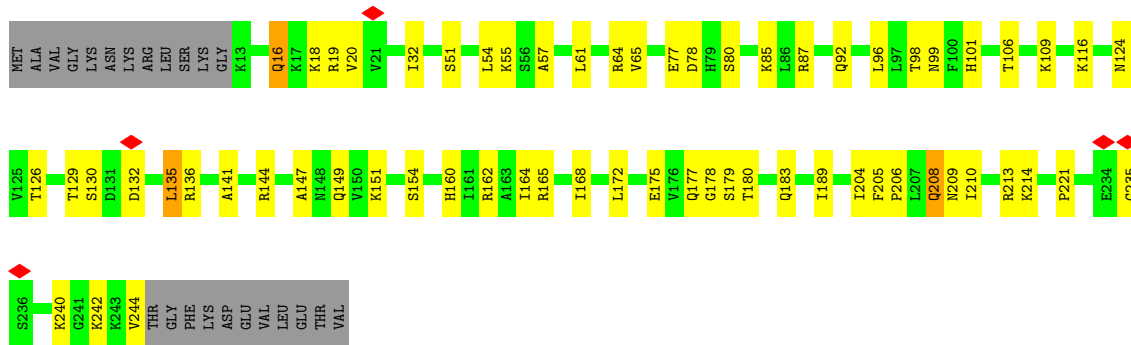 MET ALA VAL GLY LYS ASN LYS ARG LEU SER LYS GLY K13 Q16 K17 K18 R19 V20 V21 I32 S51 L54 K55 S56 A57 L61 R64 V65 E77 D78 H79 S80 K85 L86 R87 Q92 L96 L97 T98 N99 F100 H101 T106 K109 K116 N124
V125 T126 T129 S130 D131 D132 L135 R136 A141 R144 A147 N148 Q149 V150 K151 S154 H160 I161 R162 A163 I164 R165 I168 L172 E175 V176 Q177 G178 S179 T180 Q183 I189 I204 F205 P206 L207 Q208 N209 I210 R213 K214 P221 E234 G235
S236 K240 G241 K242 K243 V244 THR GLY PHE LYS ASP GLU VAL LEU GLU THR VAL